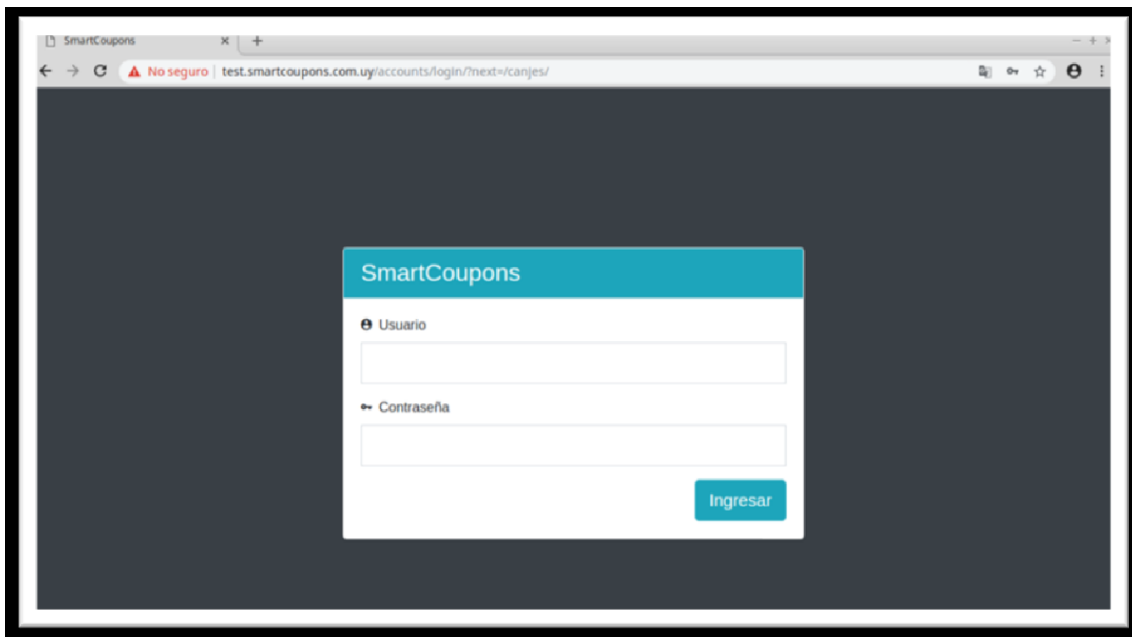 SmartCoupons
No seguro | test.smartcoupons.com.uy/accounts/login/?next=/canjes/
SmartCoupons
Usuario
Contraseña
Ingresar